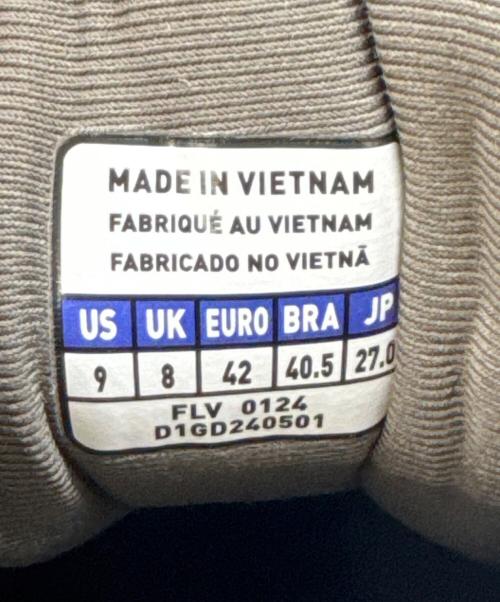 MADE IN VIETNAM
FABRIQUÉ AU VIETNAM
FABRICADO NO VIETNÃ
US UK EURO BRA JP
9 8 42 40.5 27.0
FLV 0124
D1GD240501